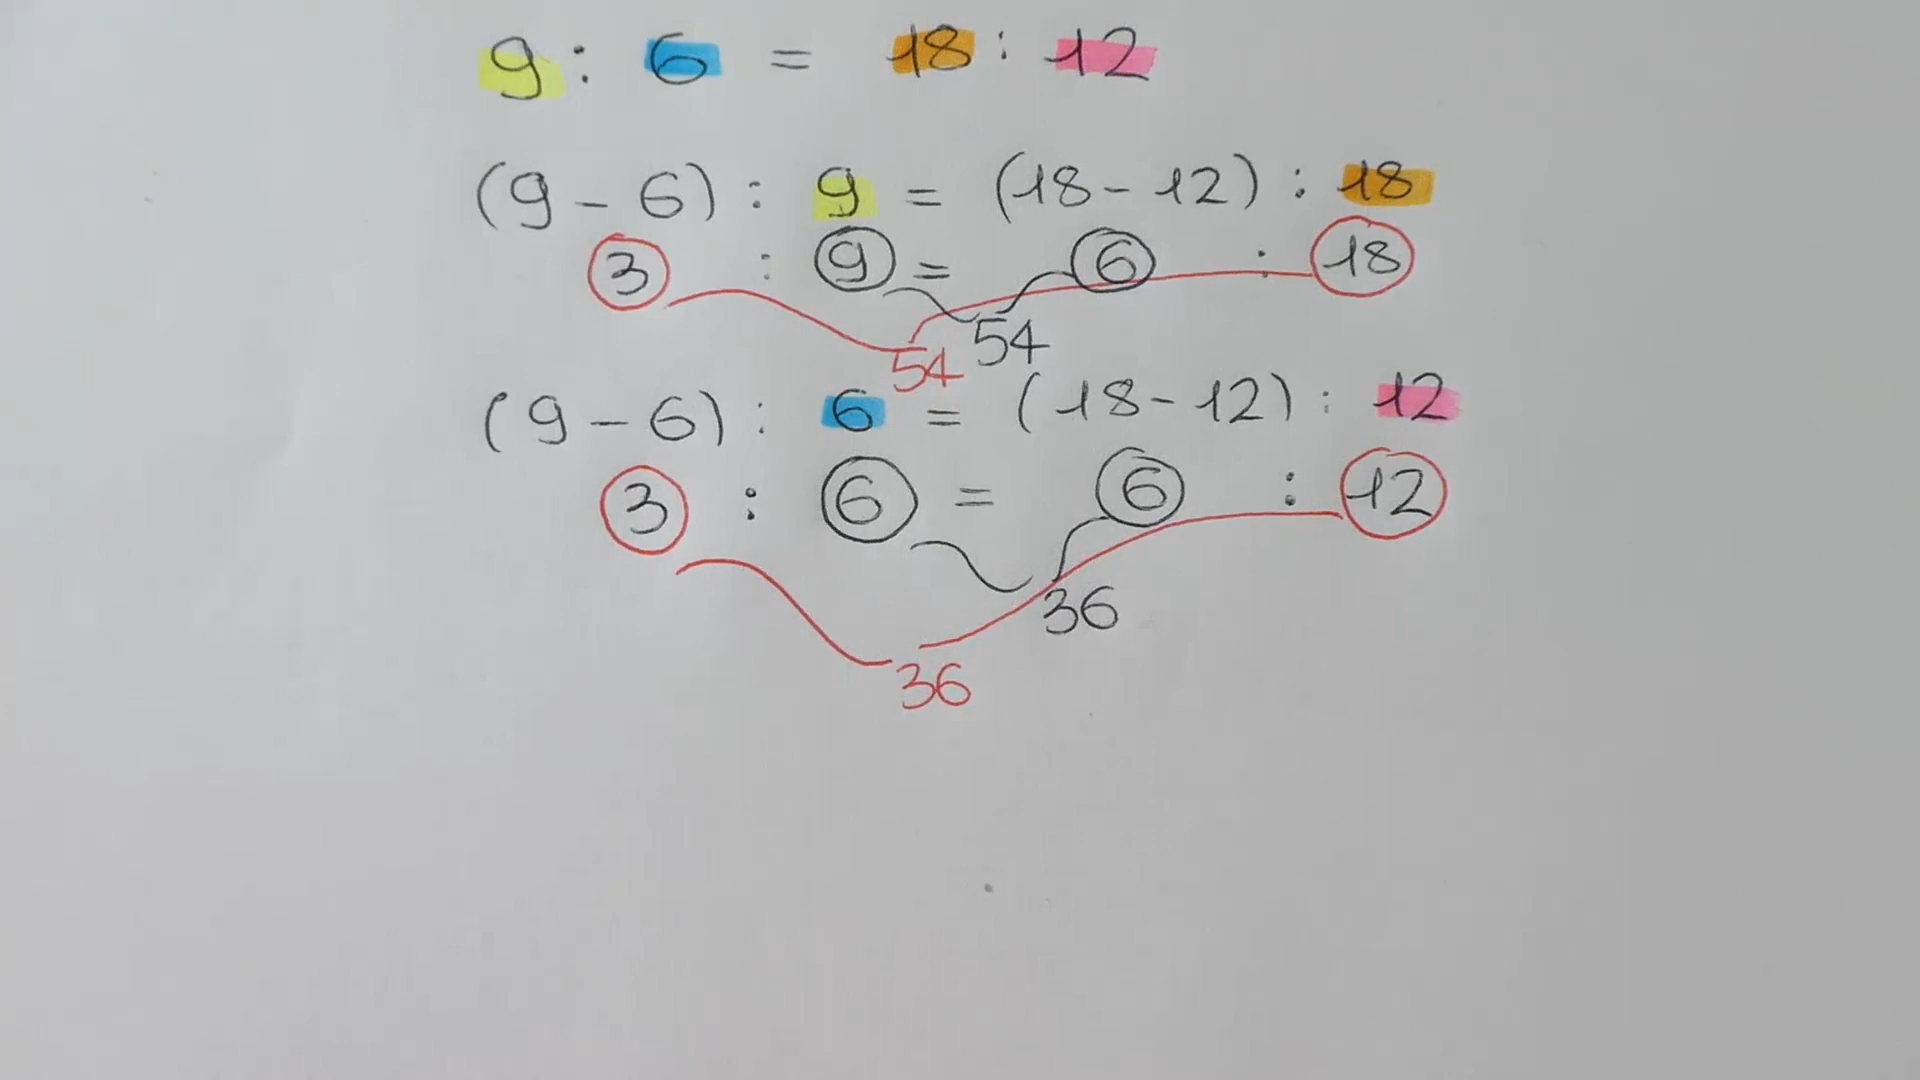 9 : 6 = 18 : 12
(9 - 6) : 9 = (18 - 12) : 18
3 : 9 = 6 : 18
54
54
(9 - 6) : 6 = (18 - 12) : 12
3 : 6 = 6 : 12
36
36